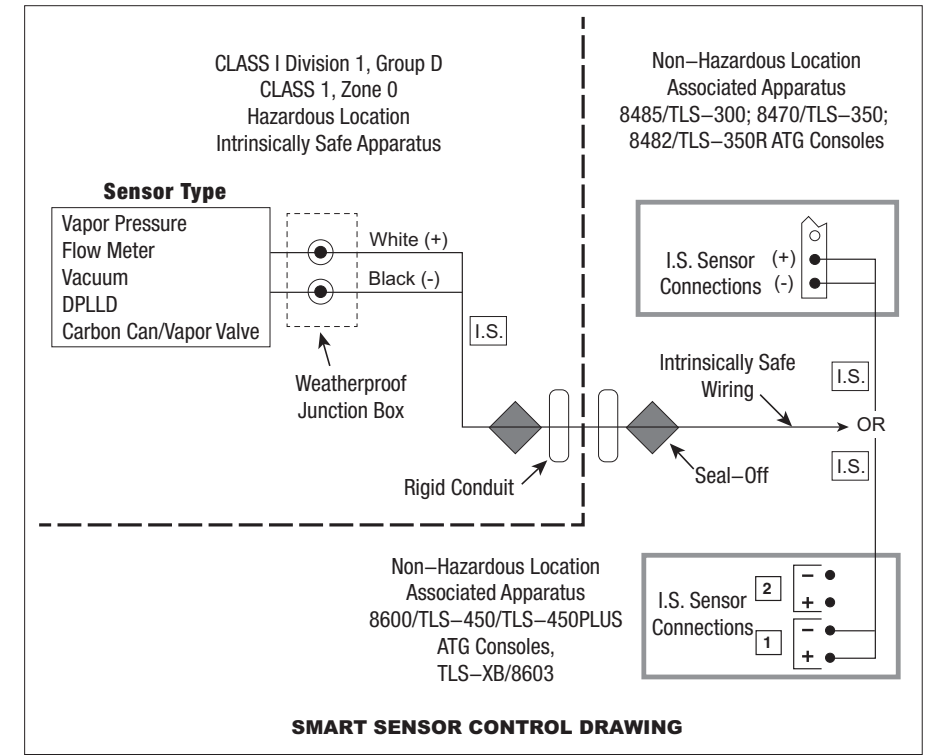 CLASS I Division 1, Group D
CLASS 1, Zone 0
Hazardous Location
Intrinsically Safe Apparatus
Non–Hazardous Location
Associated Apparatus
8485/TLS–300; 8470/TLS–350;
8482/TLS–350R ATG Consoles
Sensor Type
Vapor Pressure
Flow Meter
Vacuum
DPLLD
Carbon Can/Vapor Valve
White (+)
Black (-)
I.S.
Weatherproof
Junction Box
I.S. Sensor
Connections
(+)
(-)
I.S.
Intrinsically Safe
Wiring
OR
I.S.
Rigid Conduit
Seal–Off
Non–Hazardous Location
Associated Apparatus
8600/TLS–450/TLS–450PLUS
ATG Consoles,
TLS–XB/8603
I.S. Sensor
Connections
2
–
+
1
–
+
SMART SENSOR CONTROL DRAWING